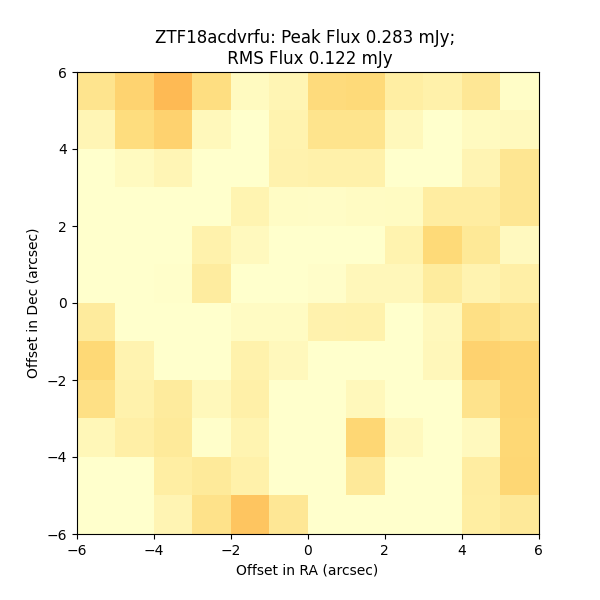 ZTF18acdvrfu: Peak Flux 0.283 mJy;
RMS Flux 0.122 mJy
6
4
2
0
−2
−4
−6
Offset in Dec (arcsec)
−6 −4 −2 0 2 4 6
Offset in RA (arcsec)